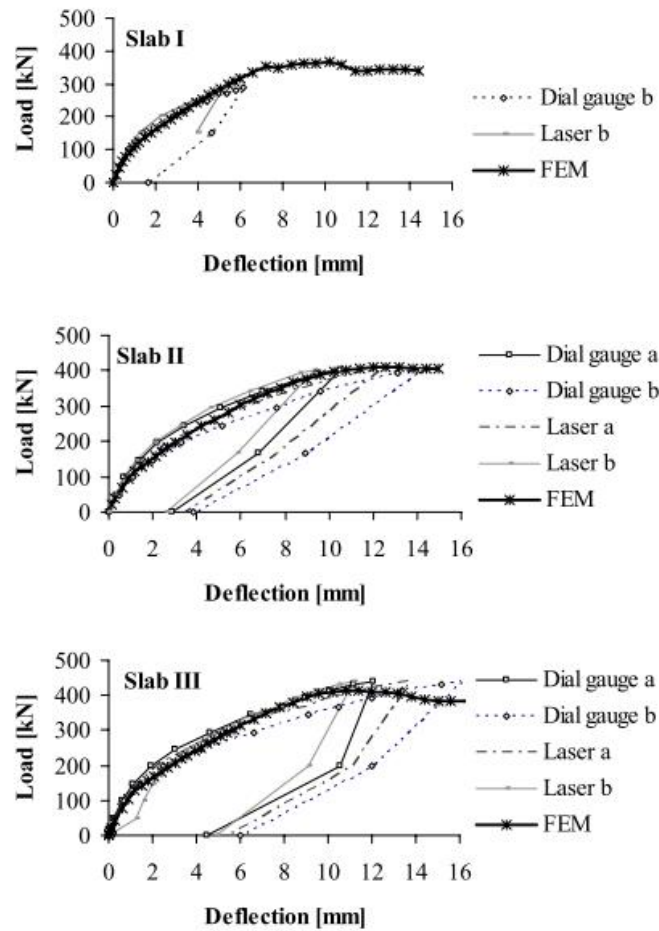 Slab I
Load [kN]
500
400
300
200
100
0
0 2 4 6 8 10 12 14 16
Deflection [mm]
Dial gauge b
Laser b
FEM
Slab II
Load [kN]
500
400
300
200
100
0
0 2 4 6 8 10 12 14 16
Deflection [mm]
Dial gauge a
Dial gauge b
Laser a
Laser b
FEM
Slab III
Load [kN]
500
400
300
200
100
0
0 2 4 6 8 10 12 14 16
Deflection [mm]
Dial gauge a
Dial gauge b
Laser a
Laser b
FEM